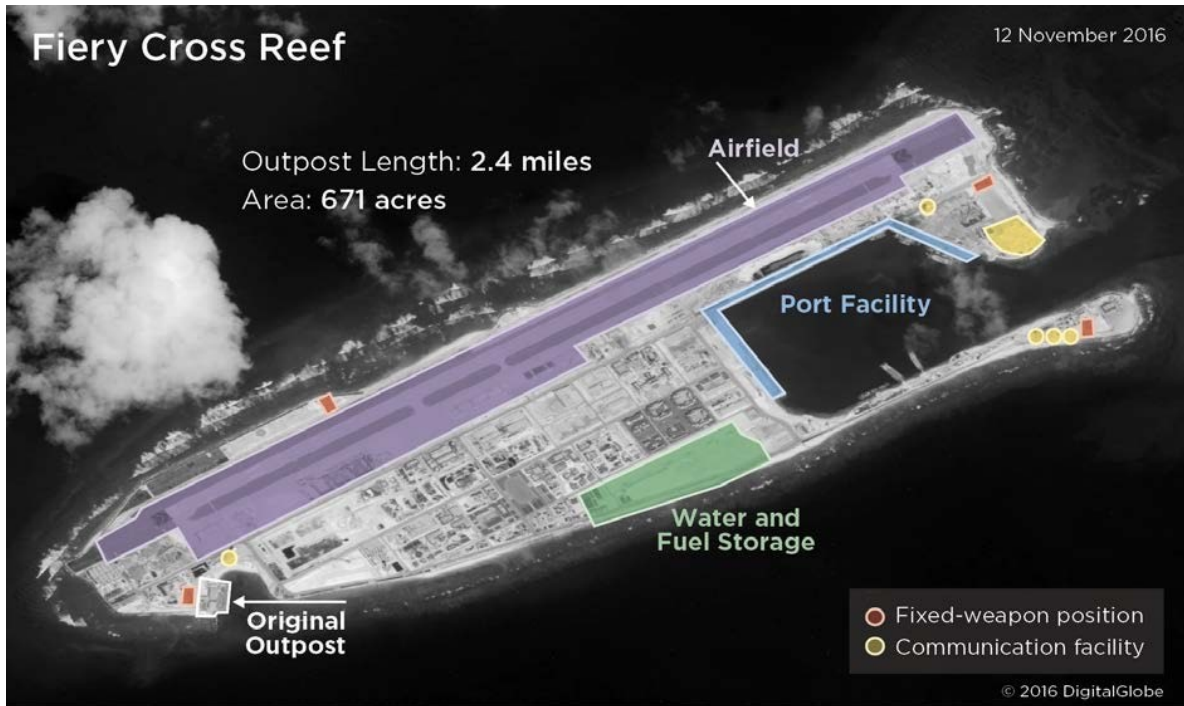 Fiery Cross Reef
12 November 2016
Outpost Length: 2.4 miles
Area: 671 acres
Airfield
Port Facility
Water and
Fuel Storage
Original
Outpost
Fixed-weapon position
Communication facility
© 2016 DigitalGlobe